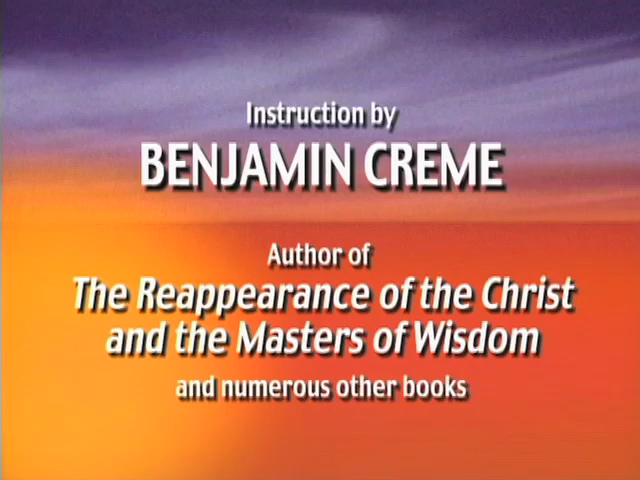 Instruction by
BENJAMIN CREME
Author of
The Reappearance of the Christ
and the Masters of Wisdom
and numerous other books